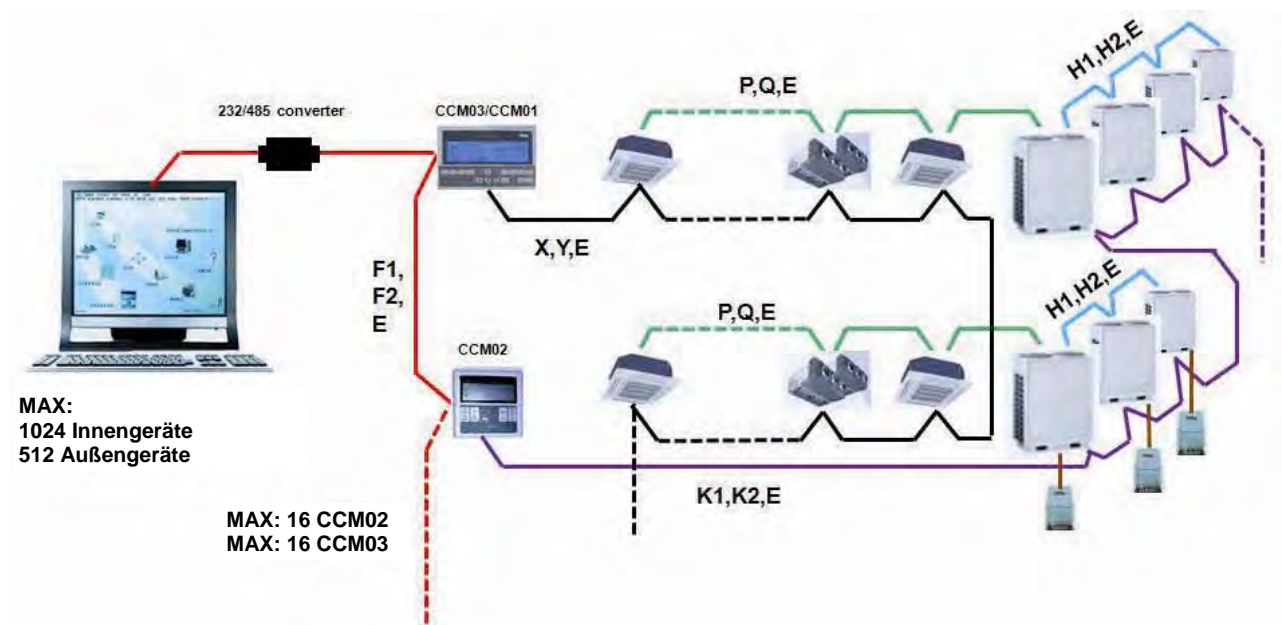 232/485 converter
CCM03/CCM01
P,Q,E
H1,H2,E
X,Y,E
F1,
F2,
E
CCM02
P,Q,E
H1,H2,E
MAX:
1024 Innengeräte
512 Außengeräte
K1,K2,E
MAX: 16 CCM02
MAX: 16 CCM03